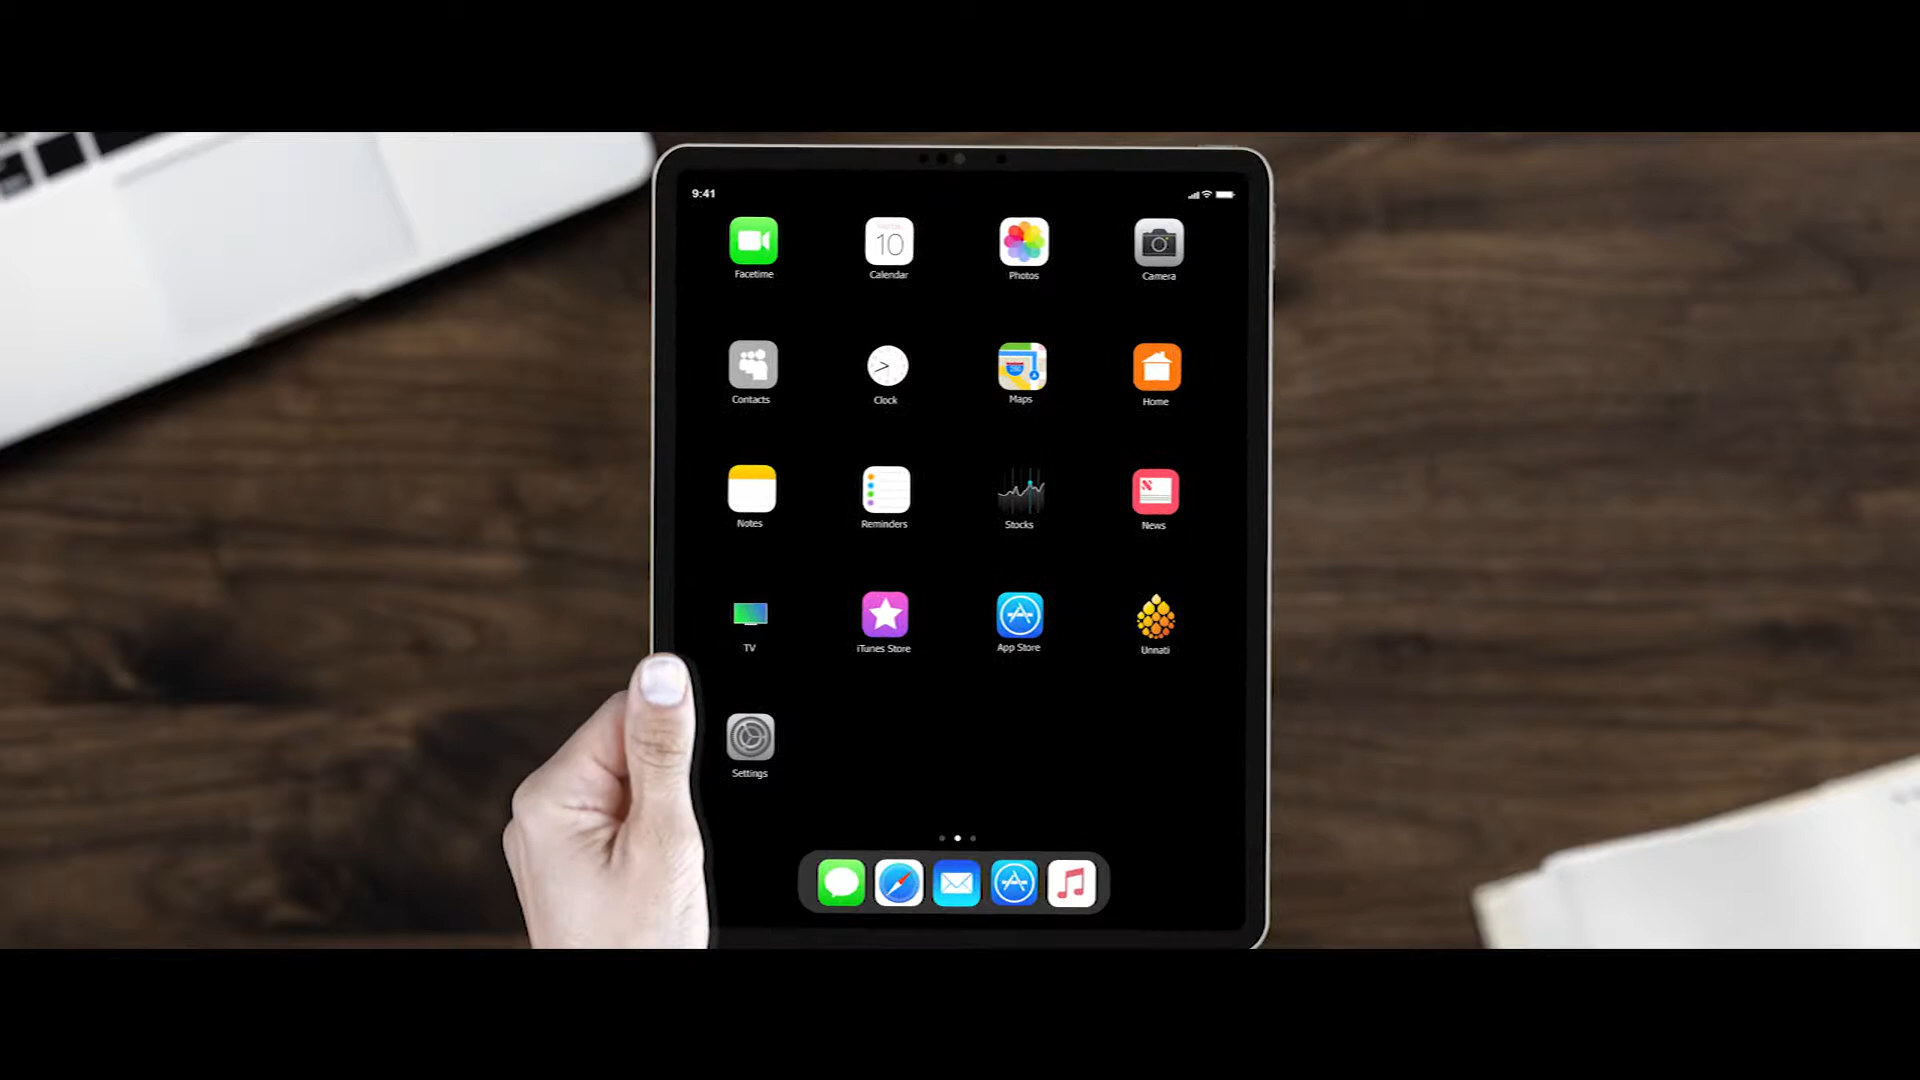 9:41
10
Facetime
Calendar
Photos
Camera
Contacts
Clock
Maps
Home
Notes
Reminders
Stocks
News
TV
iTunes Store
App Store
Unnati
Settings